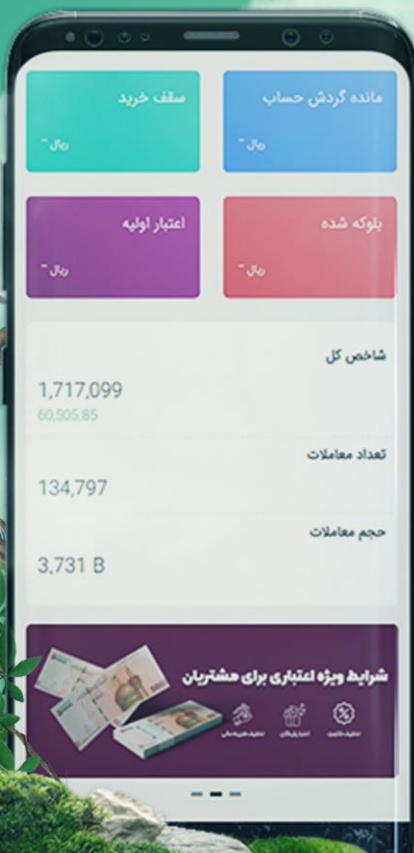 مانده گردش حساب
ریال -
سقف خرید
ریال -
بلوکه شده
ریال -
اعتبار اولیه
ریال -
شاخص کل
1,717,099
60,505.85
تعداد معاملات
134,797
حجم معاملات
3,731 B
شرایط ویژه اعتباری برای مشتریان